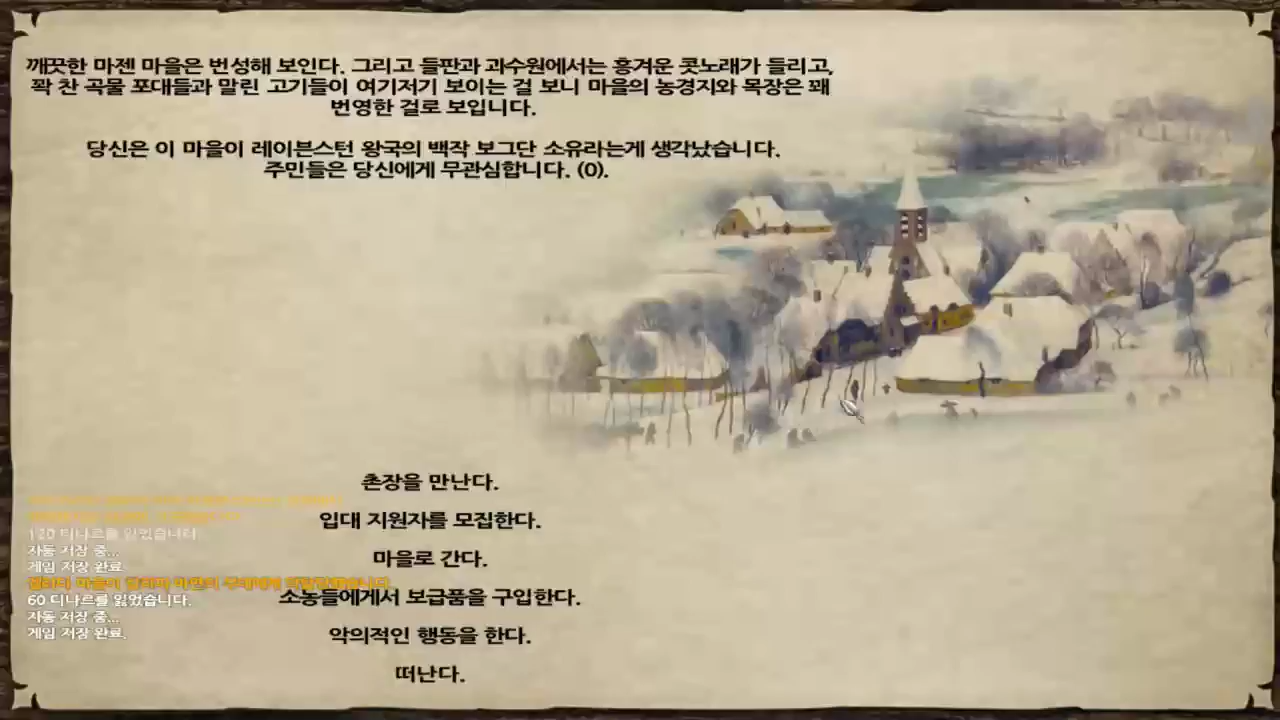 깨끗한 마젠 마을은 번성해 보인다. 그리고 들판과 과수원에서는 흥겨운 콧노래가 들리고,
꽉 찬 곡물 포대들과 말린 고기들이 여기저기 보이는 걸 보니 마을의 농경지와 목장은 꽤
번영한 걸로 보입니다.
당신은 이 마을이 레이븐스턴 왕국의 백작 보그단 소유라는게 생각났습니다.
주민들은 당신에게 무관심합니다. (0).
촌장을 만난다.
입대 지원자를 모집한다.
120 디나르를 잃었습니다.
자동 저장 중...
마을로 간다.
게임 저장 완료.
마을이
약탈당했습니다.
60 디나르를 잃었습니다.
소농들에게서 보급품을 구입한다.
자동 저장 중...
게임 저장 완료.
악의적인 행동을 한다.
떠난다.